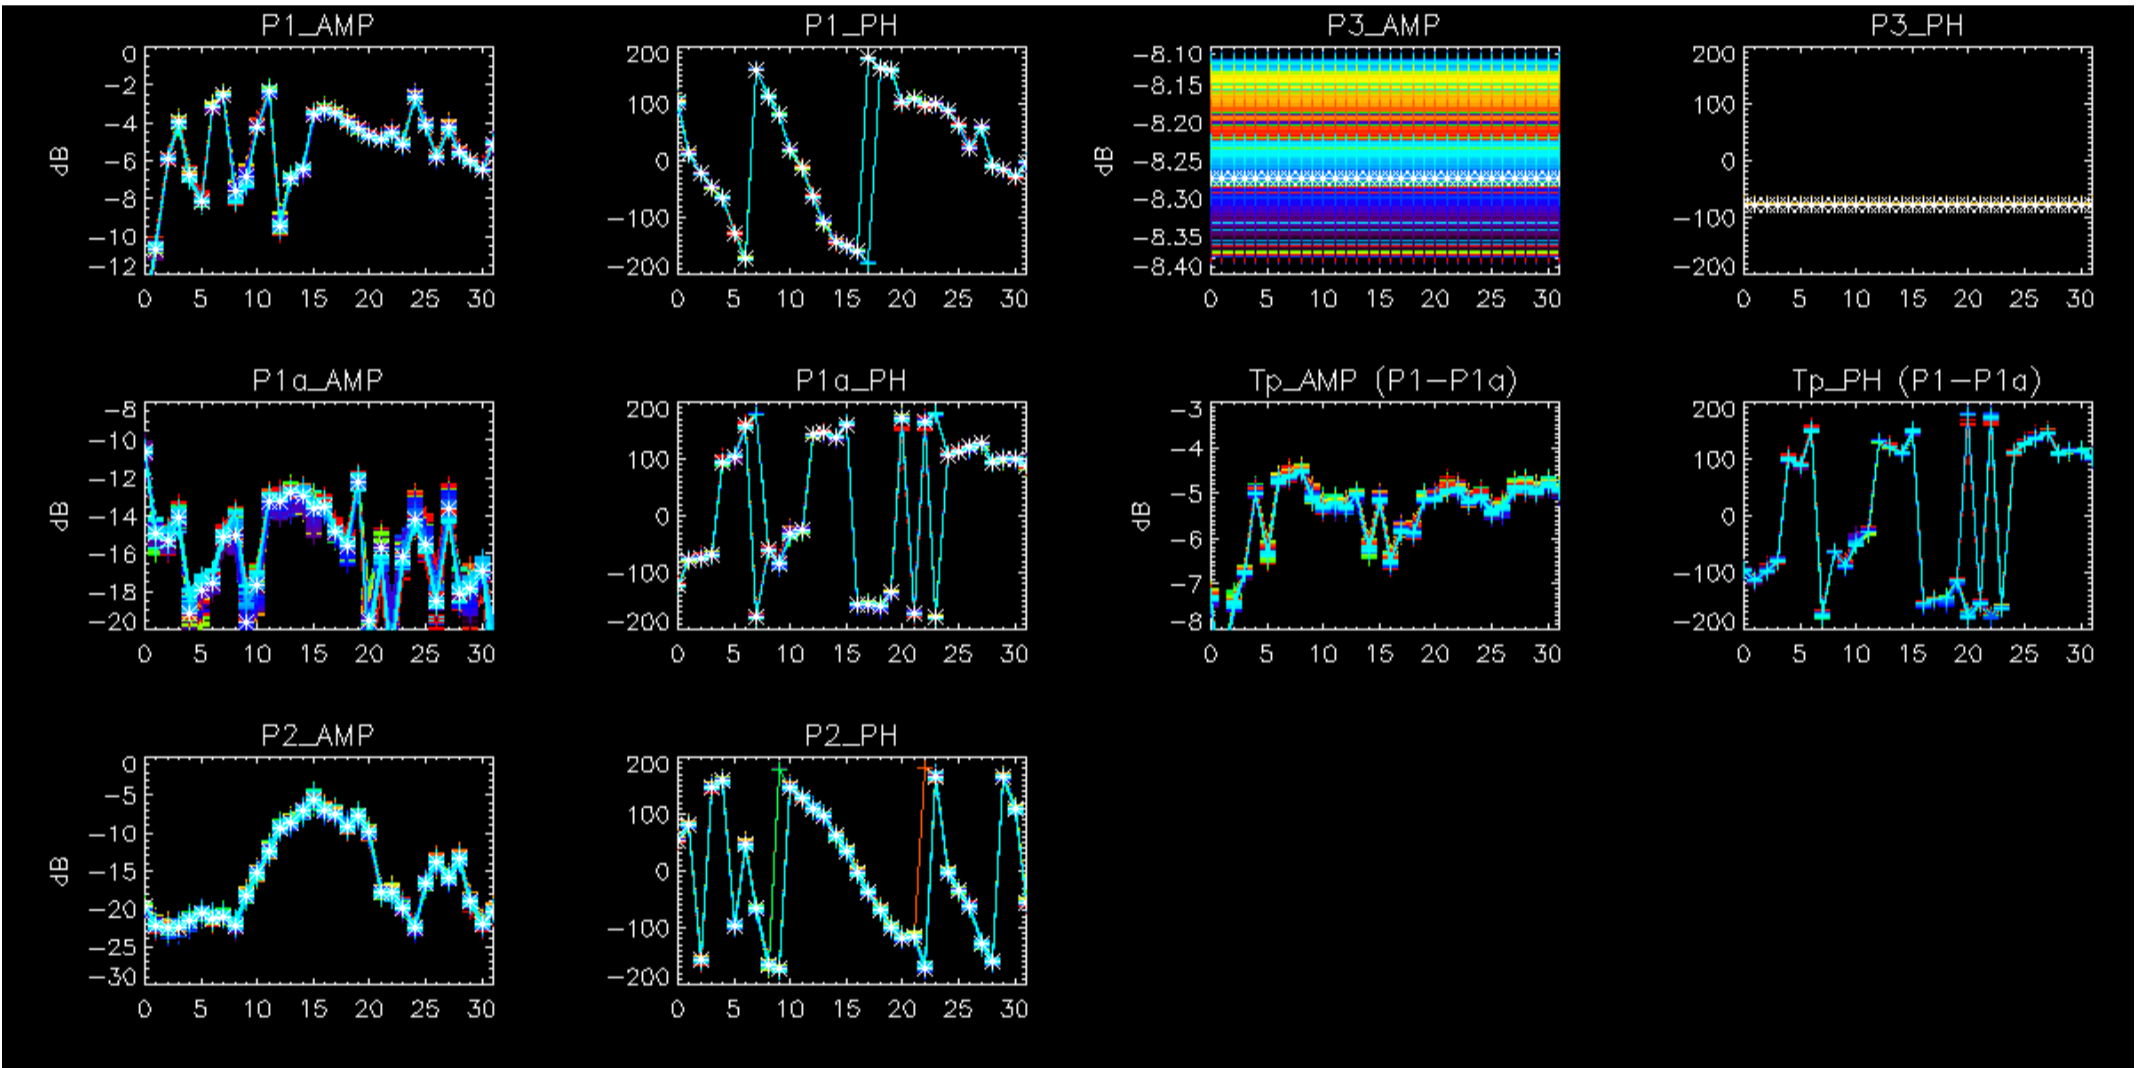 P1_AMP
P1_PH
P3_AMP
P3_PH
0
−2
−4
−6
−8
−10
−12
dB
0 5 10 15 20 25 30
200
100
0
−100
−200
0 5 10 15 20 25 30
−8.10
−8.15
−8.20
−8.25
−8.30
−8.35
−8.40
dB
0 5 10 15 20 25 30
200
100
0
−100
−200
0 5 10 15 20 25 30
P1a_AMP
P1a_PH
Tp_AMP (P1−P1a)
Tp_PH (P1−P1a)
−8
−10
−12
−14
−16
−18
−20
dB
0 5 10 15 20 25 30
200
100
0
−100
−200
0 5 10 15 20 25 30
−3
−4
−5
−6
−7
−8
dB
0 5 10 15 20 25 30
200
100
0
−100
−200
0 5 10 15 20 25 30
P2_AMP
P2_PH
0
−5
−10
−15
−20
−25
−30
dB
0 5 10 15 20 25 30
200
100
0
−100
−200
0 5 10 15 20 25 30